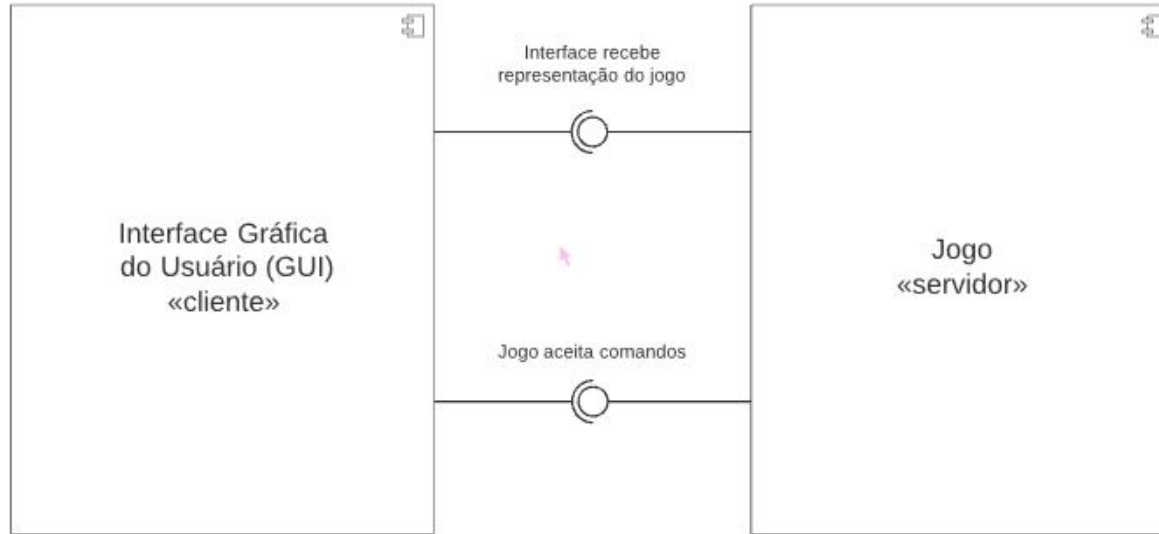 Interface recebe
representação do jogo
Interface Gráfica
do Usuário (GUI)
«cliente»
Jogo
«servidor»
Jogo aceita comandos